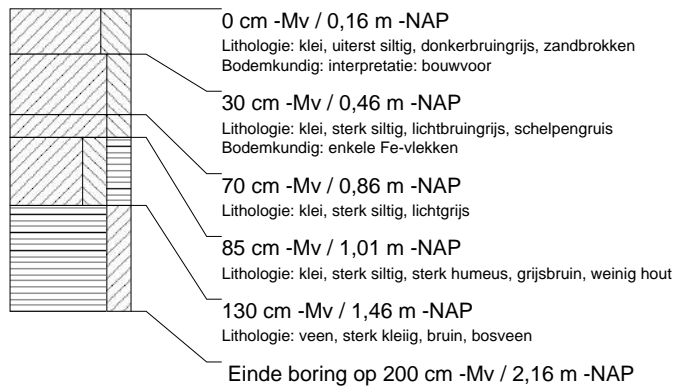 0 cm -Mv / 0,16 m -NAP
Lithologie: klei, uiterst siltig, donkerbruingrijs, zandbrokken
Bodemkundig: interpretatie: bouwvoor
30 cm -Mv / 0,46 m -NAP
Lithologie: klei, sterk siltig, lichtbruingrijs, schelpengruis
Bodemkundig: enkele Fe-vlekken
70 cm -Mv / 0,86 m -NAP
Lithologie: klei, sterk siltig, lichtgrijs
85 cm -Mv / 1,01 m -NAP
Lithologie: klei, sterk siltig, sterk humeus, grijsbruin, weinig hout
130 cm -Mv / 1,46 m -NAP
Lithologie: veen, sterk kleiig, bruin, bosveen
Einde boring op 200 cm -Mv / 2,16 m -NAP